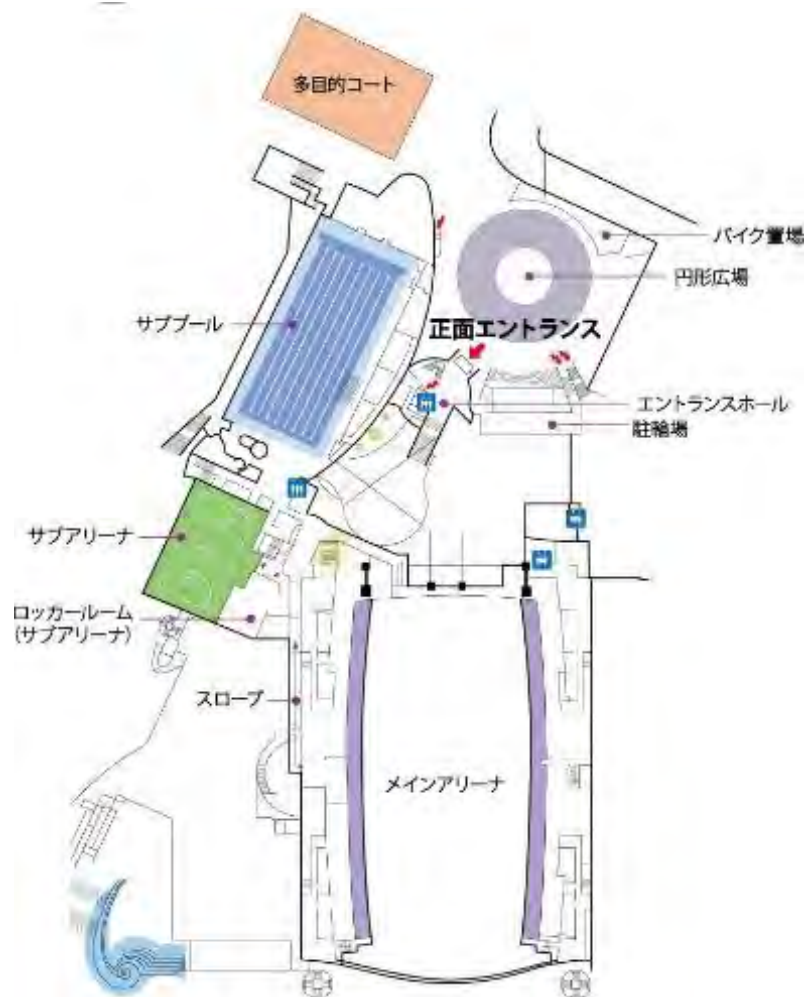 多目的コート
バイク置場
円形広場
サブプール
正面エントランス
エントランスホール
駐輪場
サブアリーナ
ロッカールーム
(サブアリーナ)
スロープ
メインアリーナ